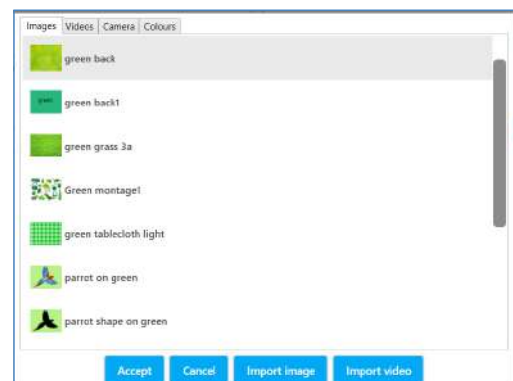 Images Videos Camera Colours
green back
green back1
green grass 3a
Green montage1
green tablecloth light
parrot on green
parrot shape on green
Accept Cancel Import image Import video